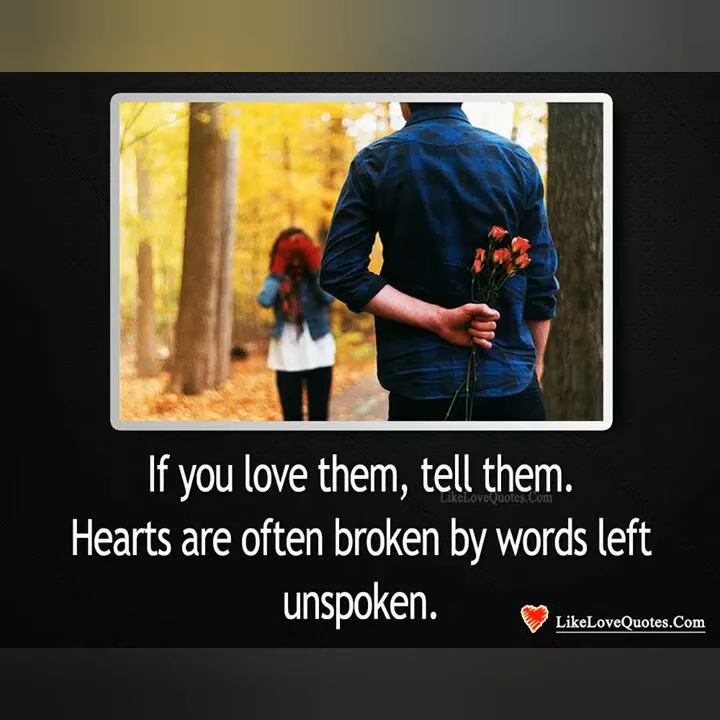 If you love them, tell them.
LikeLoveQuotes.Com
Hearts are often broken by words left
unspoken.
LikeLoveQuotes.Com